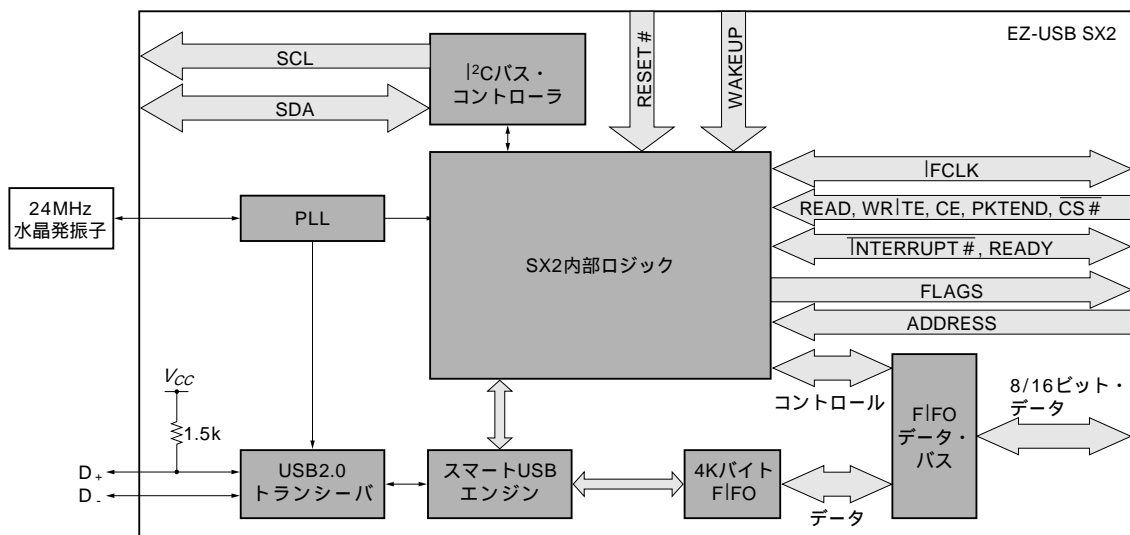 EZ-USB SX2
SCL
SDA
I²Cバス・
コントローラ
RESET#
WAKEUP
24MHz
水晶発振子
PLL
SX2内部ロジック
IFCLK
READ, WRITE, CE, PKTEND, CS#
INTERRUPT#, READY
FLAGS
ADDRESS
コントロール
FIFO
データ・
バス
8/16ビット・
データ
VCC
1.5k
D+
D-
USB2.0
トランシーバ
スマートUSB
エンジン
4Kバイト
FIFO
データ